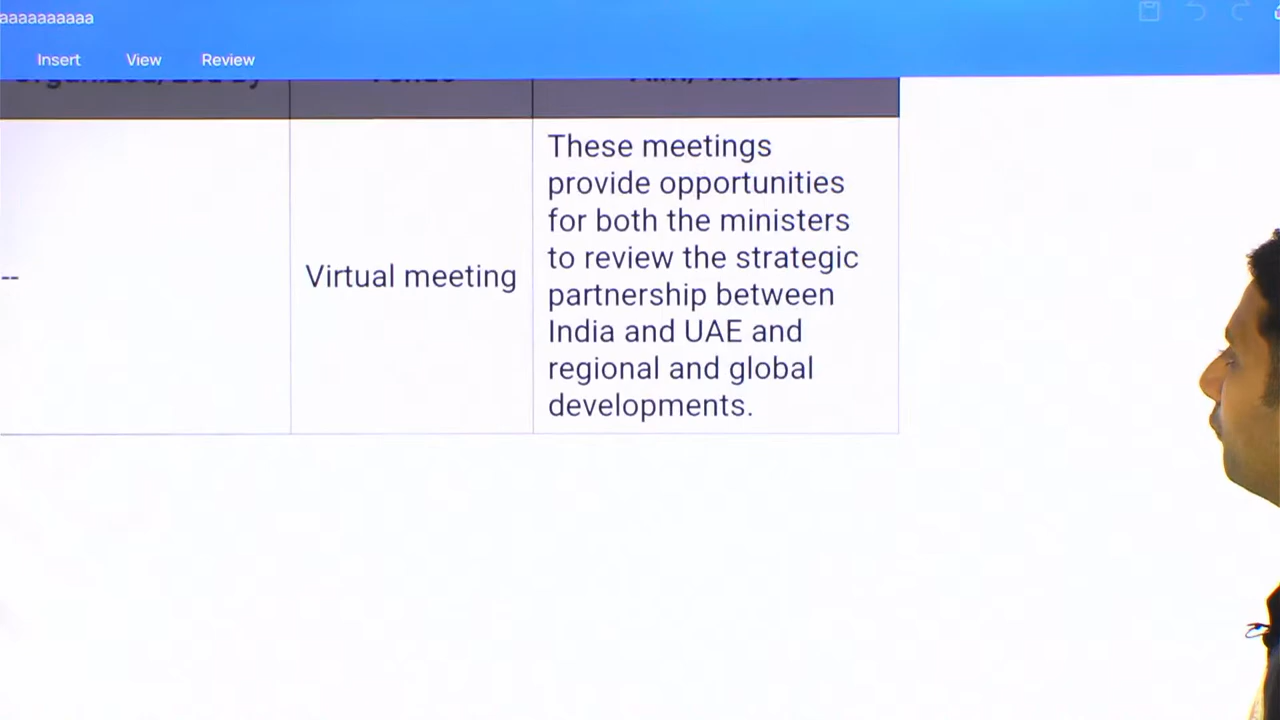 aaaaaaaaaa
Insert View Review
--
Virtual meeting
These meetings
provide opportunities
for both the ministers
to review the strategic
partnership between
India and UAE and
regional and global
developments.